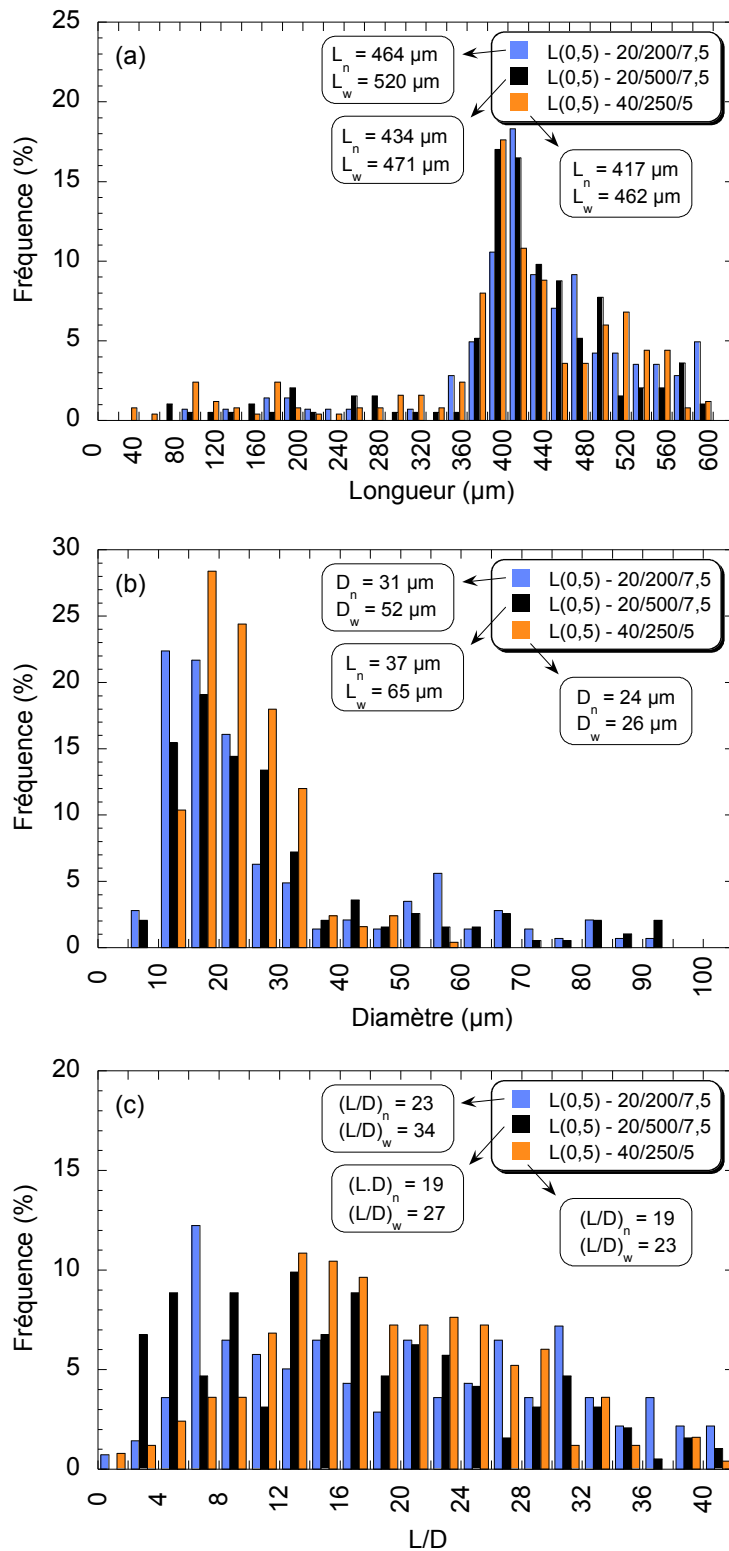 (a)
L_n = 464 µm
L_w = 520 µm
L(0,5) - 20/200/7,5
L(0,5) - 20/500/7,5
L(0,5) - 40/250/5
L_n = 434 µm
L_w = 471 µm
L_n = 417 µm
L_w = 462 µm
Fréquence (%)
25
20
15
10
5
0
0 40 80 120 160 200 240 280 320 360 400 440 480 520 560 600
Longueur (µm)
(b)
D_n = 31 µm
D_w = 52 µm
L(0,5) - 20/200/7,5
L(0,5) - 20/500/7,5
L(0,5) - 40/250/5
L_n = 37 µm
L_w = 65 µm
D_n = 24 µm
D_w = 26 µm
Fréquence (%)
30
25
20
15
10
5
0
0 10 20 30 40 50 60 70 80 90 100
Diamètre (µm)
(c)
(L/D)_n = 23
(L/D)_w = 34
L(0,5) - 20/200/7,5
L(0,5) - 20/500/7,5
L(0,5) - 40/250/5
(L.D)_n = 19
(L/D)_w = 27
(L/D)_n = 19
(L/D)_w = 23
Fréquence (%)
20
15
10
5
0
0 4 8 12 16 20 24 28 32 36 40
L/D